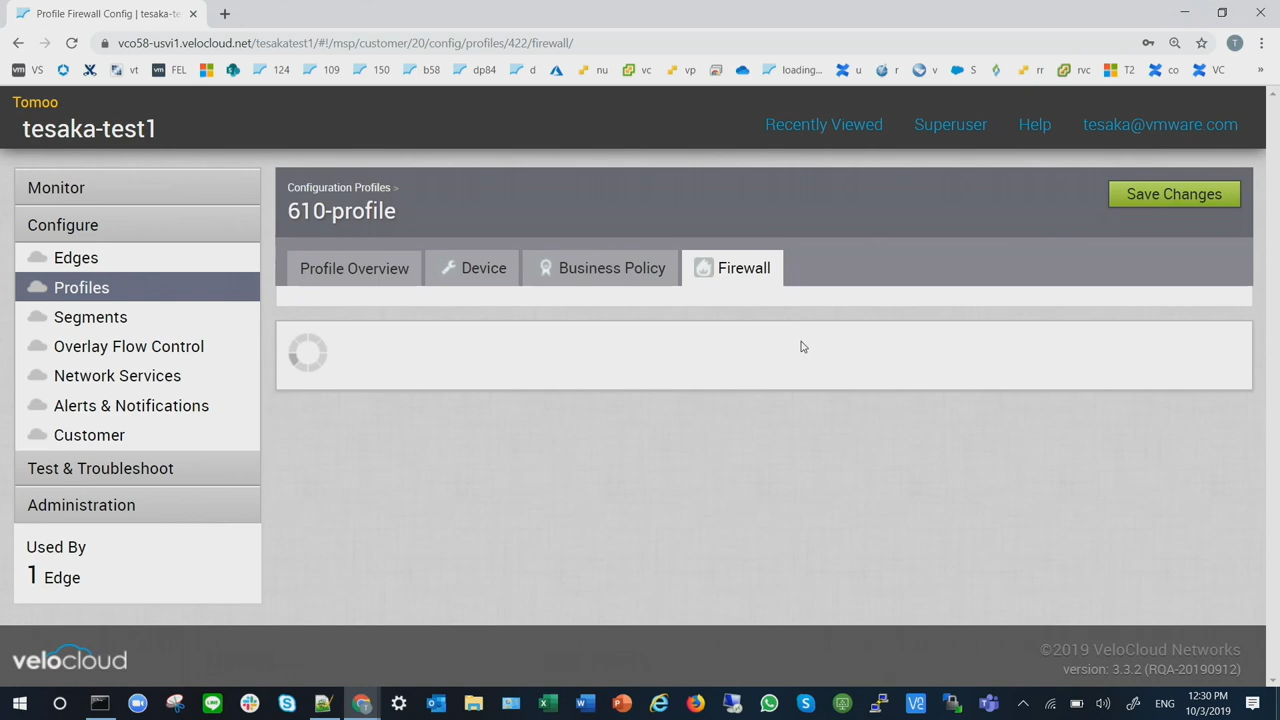 Profile Firewall Config | tesaka-te
vco58-usvi1.velocloud.net/tesakatest1/#!/msp/customer/20/config/profiles/422/firewall/
T
VS
vt
FEL
124
109
150
b58
dp84
d
nu
vc
vp
loading...
u
r
v
S
rr
rvc
T2
co
VC
»
Tomoo
tesaka-test1
Recently Viewed
Superuser
Help
tesaka@vmware.com
Monitor
Configure
Edges
Profiles
Segments
Overlay Flow Control
Network Services
Alerts & Notifications
Customer
Test & Troubleshoot
Administration
Used By
1 Edge
Configuration Profiles >
610-profile
Save Changes
Profile Overview
Device
Business Policy
Firewall
velocloud
©2019 VeloCloud Networks
version: 3.3.2 (RQA-20190912)
ENG
12:30 PM
10/3/2019